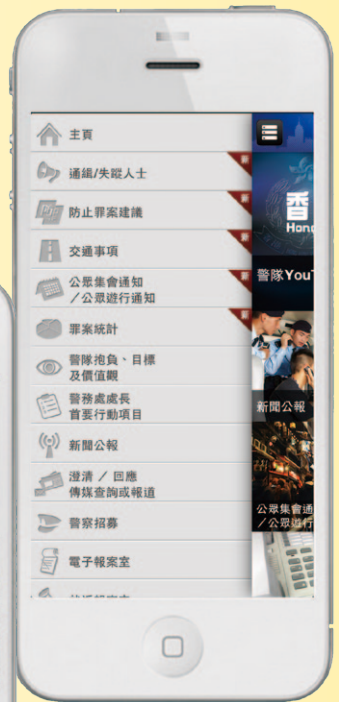 主頁
通緝/失蹤人士
新
防止罪案建議
新
交通事項
新
公眾集會通知
／公眾遊行通知
新
罪案統計
新
警隊抱負、目標
及價值觀
警務處處長
首要行動項目
新聞公報
澄清 ／ 回應
傳媒查詢或報道
警察招募
電子報案室
香
Hong
警隊YouT
新聞公報
公眾集會通
／公眾遊行